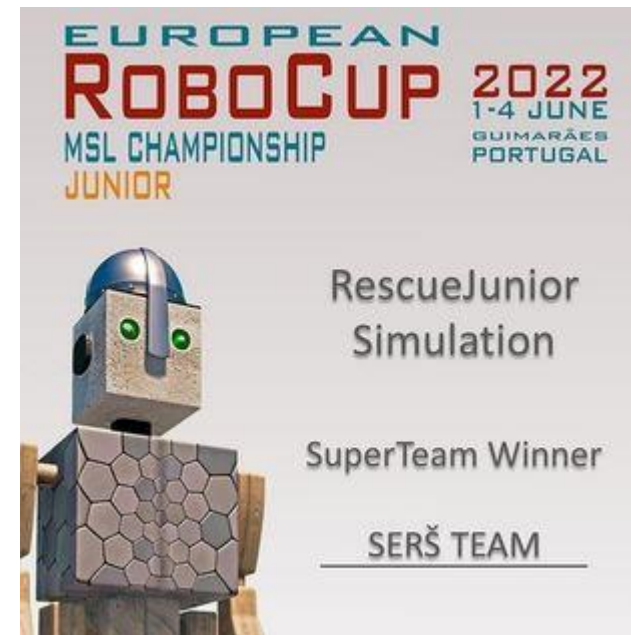 EUROPEAN
ROBOCUP
MSL CHAMPIONSHIP
JUNIOR
2022
1-4 JUNE
GUIMARÃES
PORTUGAL
RescueJunior
Simulation
SuperTeam Winner
SERŠ TEAM